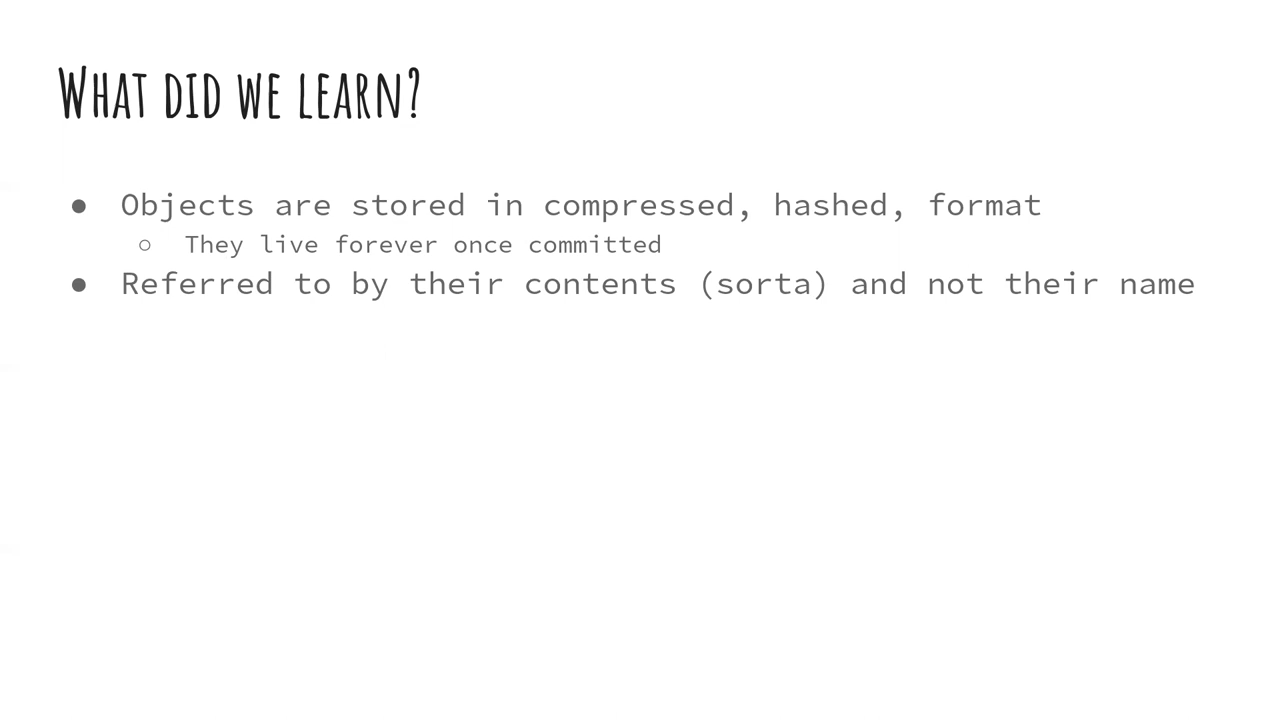 What did we learn?
● Objects are stored in compressed, hashed, format
○ They live forever once committed
● Referred to by their contents (sorta) and not their name